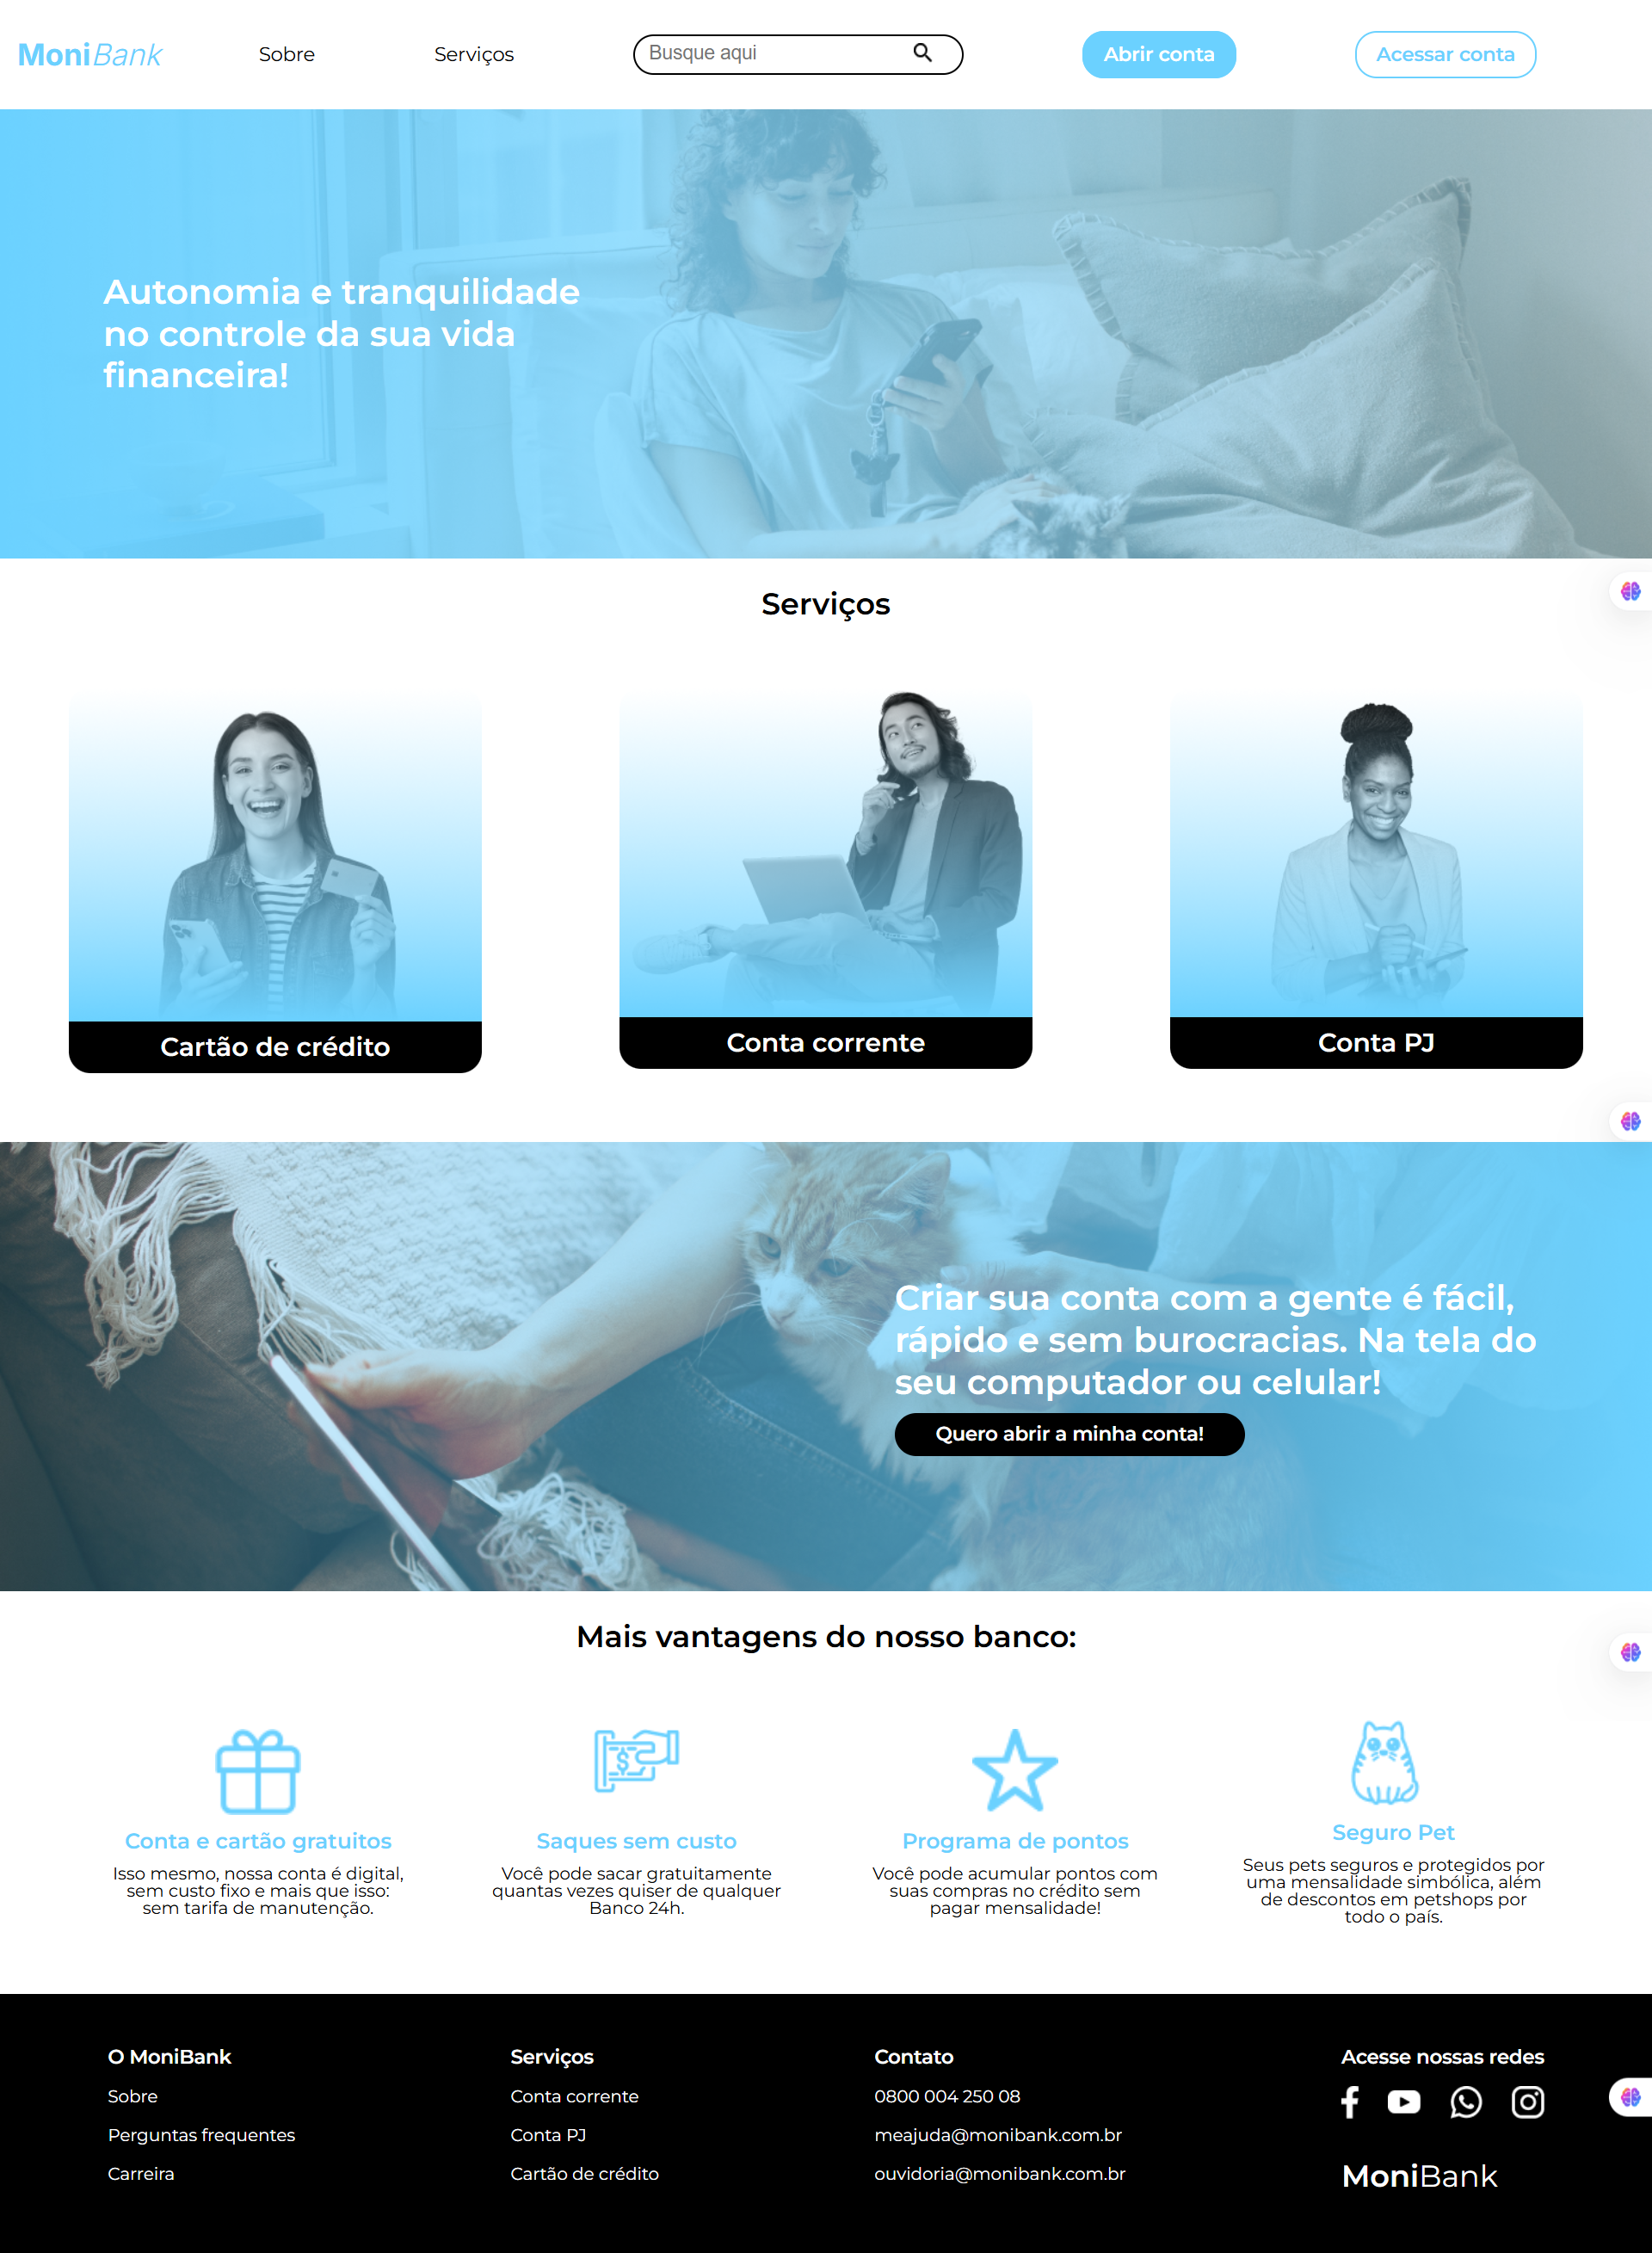 MoniBank
Sobre
Serviços
Busque aqui
Abrir conta
Acessar conta
Autonomia e tranquilidade
no controle da sua vida
financeira!
Serviços
Cartão de crédito
Conta corrente
Conta PJ
Criar sua conta com a gente é fácil,
rápido e sem burocracias. Na tela do
seu computador ou celular!
Quero abrir a minha conta!
Mais vantagens do nosso banco:
Conta e cartão gratuitos
Isso mesmo, nossa conta é digital,
sem custo fixo e mais que isso:
sem tarifa de manutenção.
Saques sem custo
Você pode sacar gratuitamente
quantas vezes quiser de qualquer
Banco 24h.
Programa de pontos
Você pode acumular pontos com
suas compras no crédito sem
pagar mensalidade!
Seguro Pet
Seus pets seguros e protegidos por
uma mensalidade simbólica, além
de descontos em petshops por
todo o país.
O MoniBank
Sobre
Perguntas frequentes
Carreira
Serviços
Conta corrente
Conta PJ
Cartão de crédito
Contato
0800 004 250 08
meajuda@monibank.com.br
ouvidoria@monibank.com.br
Acesse nossas redes
MoniBank